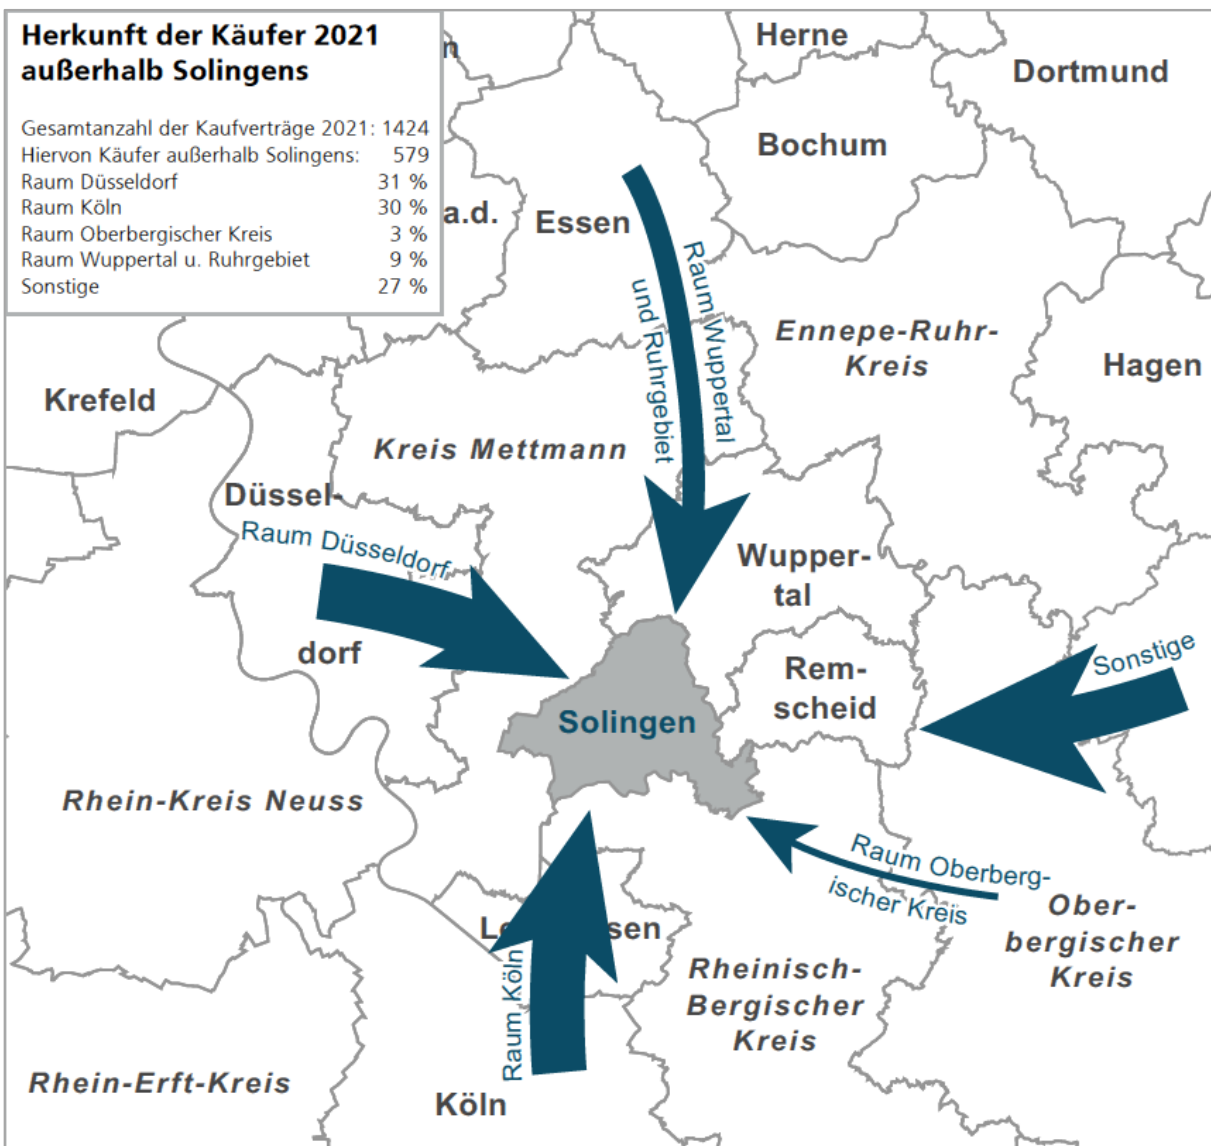 Herkunft der Käufer 2021
außerhalb Solingens
Gesamtanzahl der Kaufverträge 2021: 1424
Hiervon Käufer außerhalb Solingens: 579
Raum Düsseldorf 31 %
Raum Köln 30 %
Raum Oberbergischer Kreis 3 %
Raum Wuppertal u. Ruhrgebiet 9 %
Sonstige 27 %
n
Herne
Dortmund
Bochum
a.d.
Essen
Raum Wuppertal
und Ruhrgebiet
Ennepe-Ruhr-
Kreis
Hagen
Krefeld
Kreis Mettmann
Düssel-
dorf
Raum Düsseldorf
Wupper-
tal
Rem-
scheid
Sonstige
Solingen
Rhein-Kreis Neuss
Raum Oberberg-
ischer Kreis
Ober-
bergischer
Kreis
Le sen
Raum Köln
Rheinisch-
Bergischer
Kreis
Rhein-Erft-Kreis
Köln